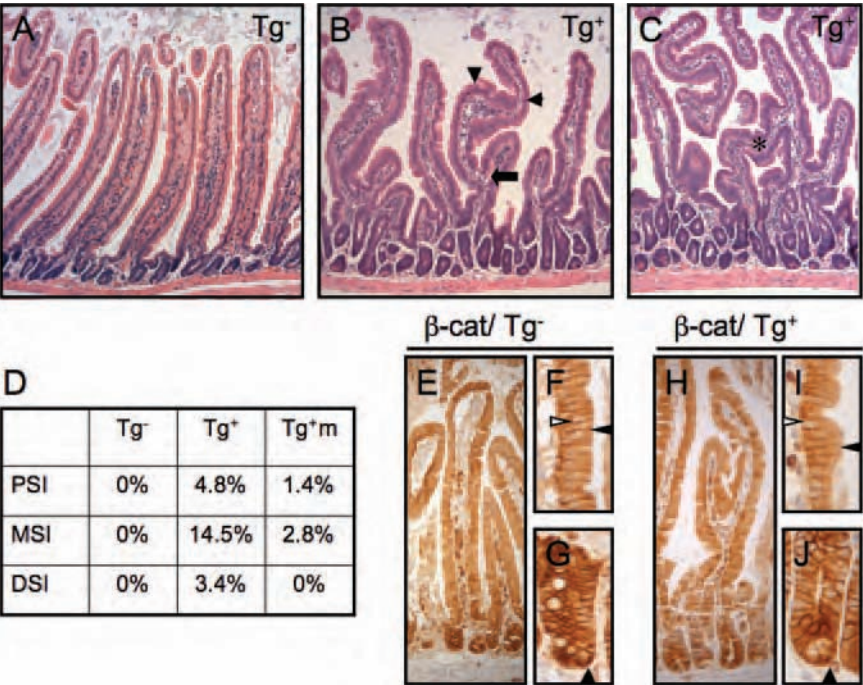 A Tg-
B Tg+
C Tg+
*
β-cat/ Tg-
β-cat/ Tg+
D
Tg- Tg+ Tg+m
PSI 0% 4.8% 1.4%
MSI 0% 14.5% 2.8%
DSI 0% 3.4% 0%
E
F
G
H
I
J